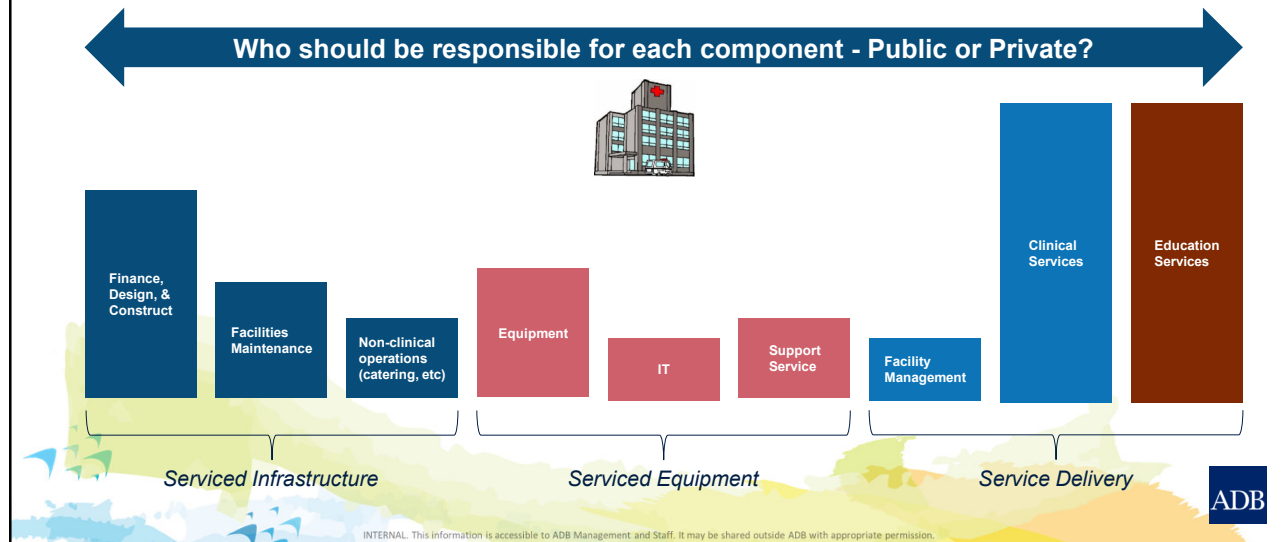 Who should be responsible for each component - Public or Private?
Finance,
Design, &
Construct
Facilities
Maintenance
Non-clinical
operations
(catering, etc)
Equipment
IT
Support
Service
Facility
Management
Clinical
Services
Education
Services
Serviced Infrastructure
Serviced Equipment
Service Delivery
ADB
INTERNAL. This information is accessible to ADB Management and Staff. It may be shared outside ADB with appropriate permission.